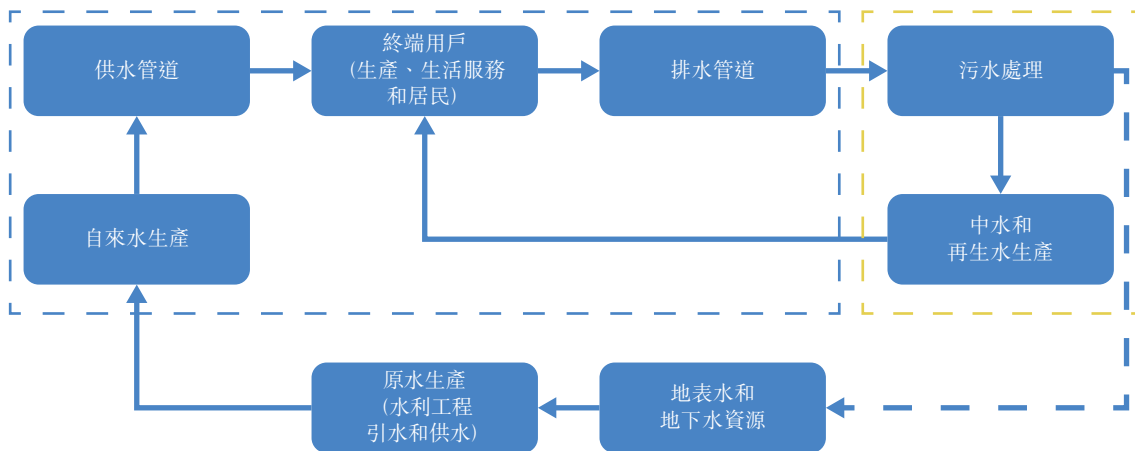 供水管道
終端用戶
(生產、生活服務
和居民)
排水管道
污水處理
自來水生產
中水和
再生水生產
原水生產
(水利工程
引水和供水)
地表水和
地下水資源